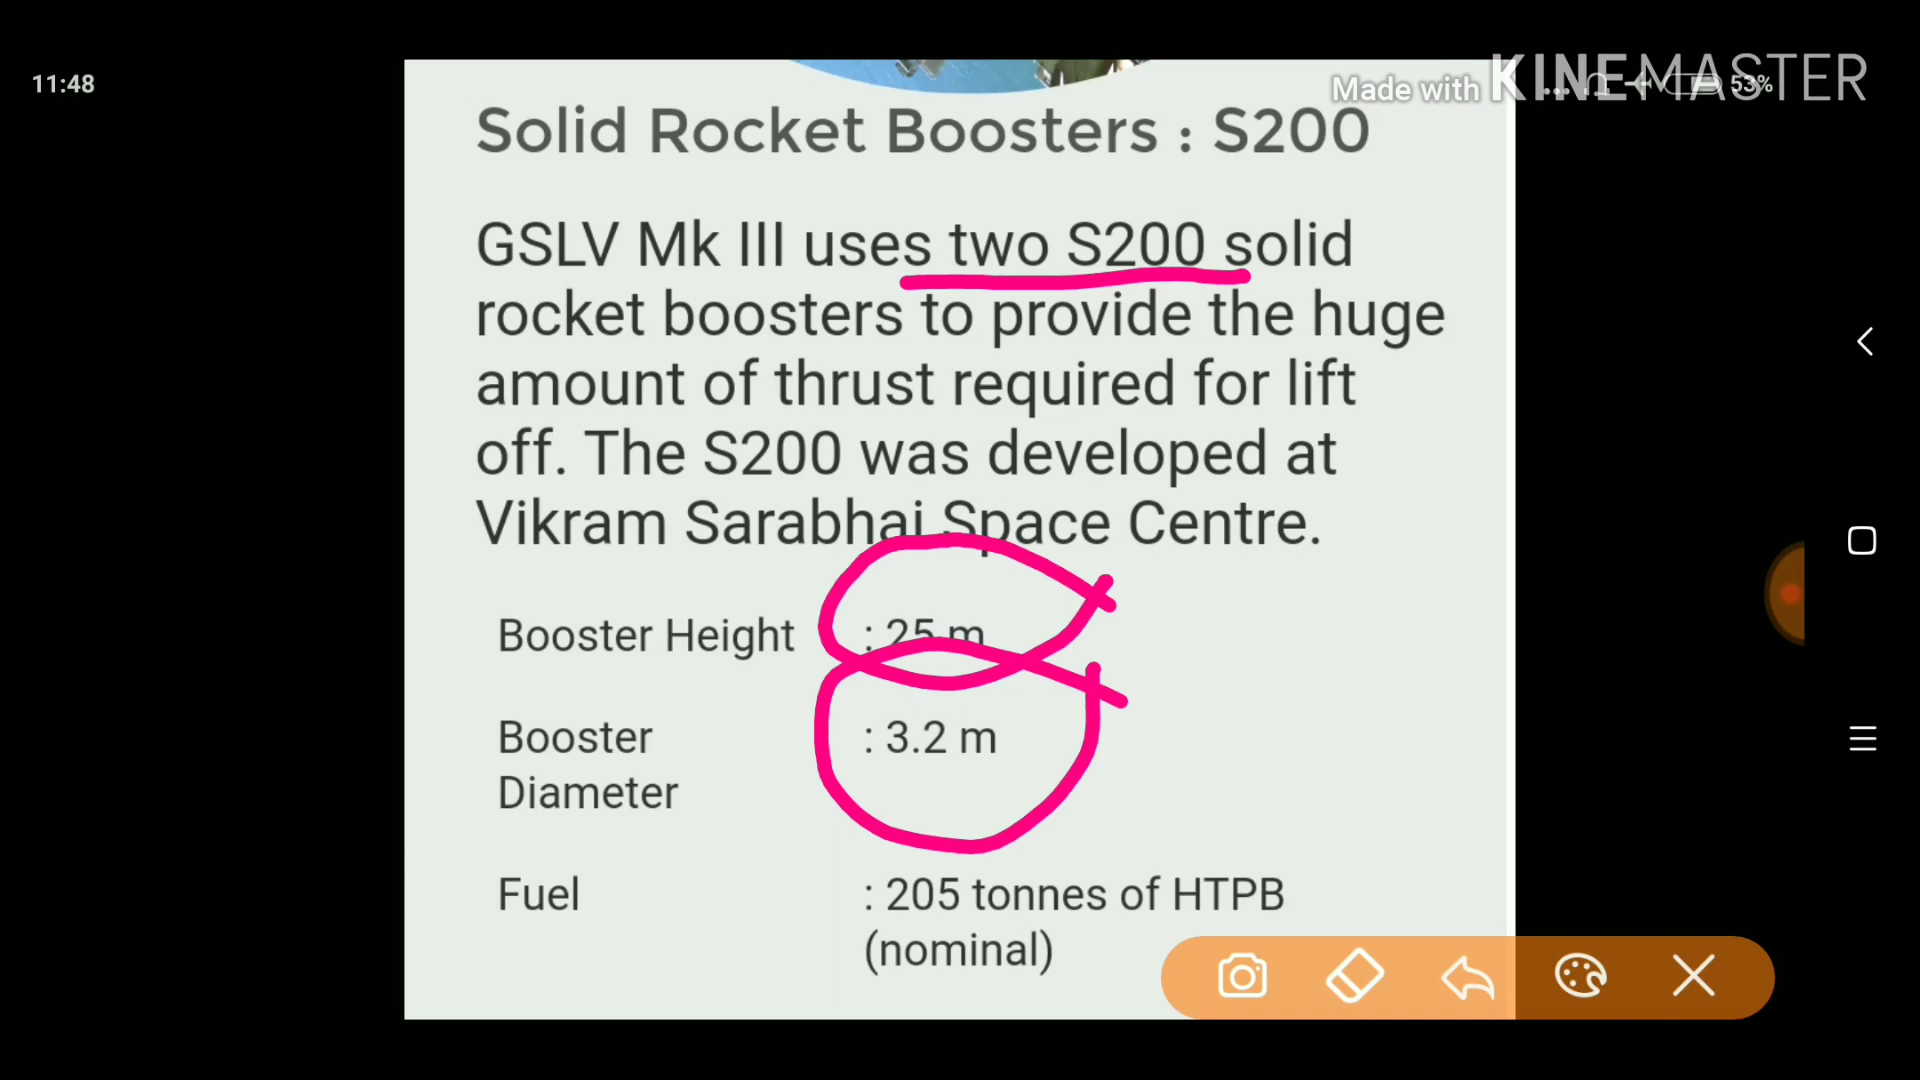 11:48
Made with KINEMASTER
53%
Solid Rocket Boosters : S200
GSLV Mk III uses two S200 solid
rocket boosters to provide the huge
amount of thrust required for lift
off. The S200 was developed at
Vikram Sarabhai Space Centre.
Booster Height : 25 m
Booster : 3.2 m
Diameter
Fuel : 205 tonnes of HTPB
(nominal)